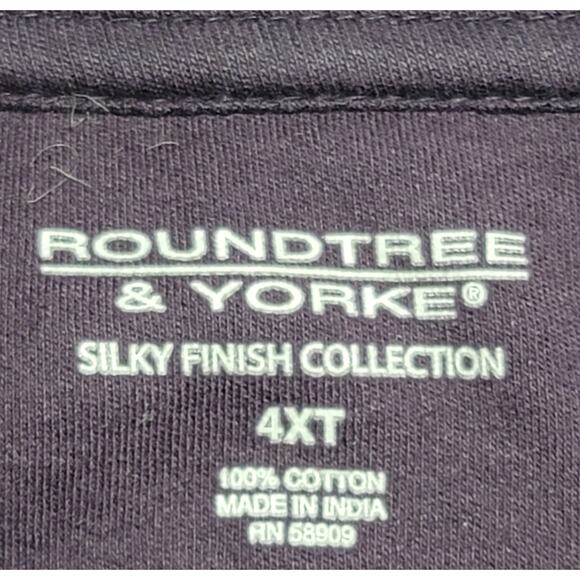 ROUNDTREE
& YORKE®
SILKY FINISH COLLECTION
4XT
100% COTTON
MADE IN INDIA
RN 58909